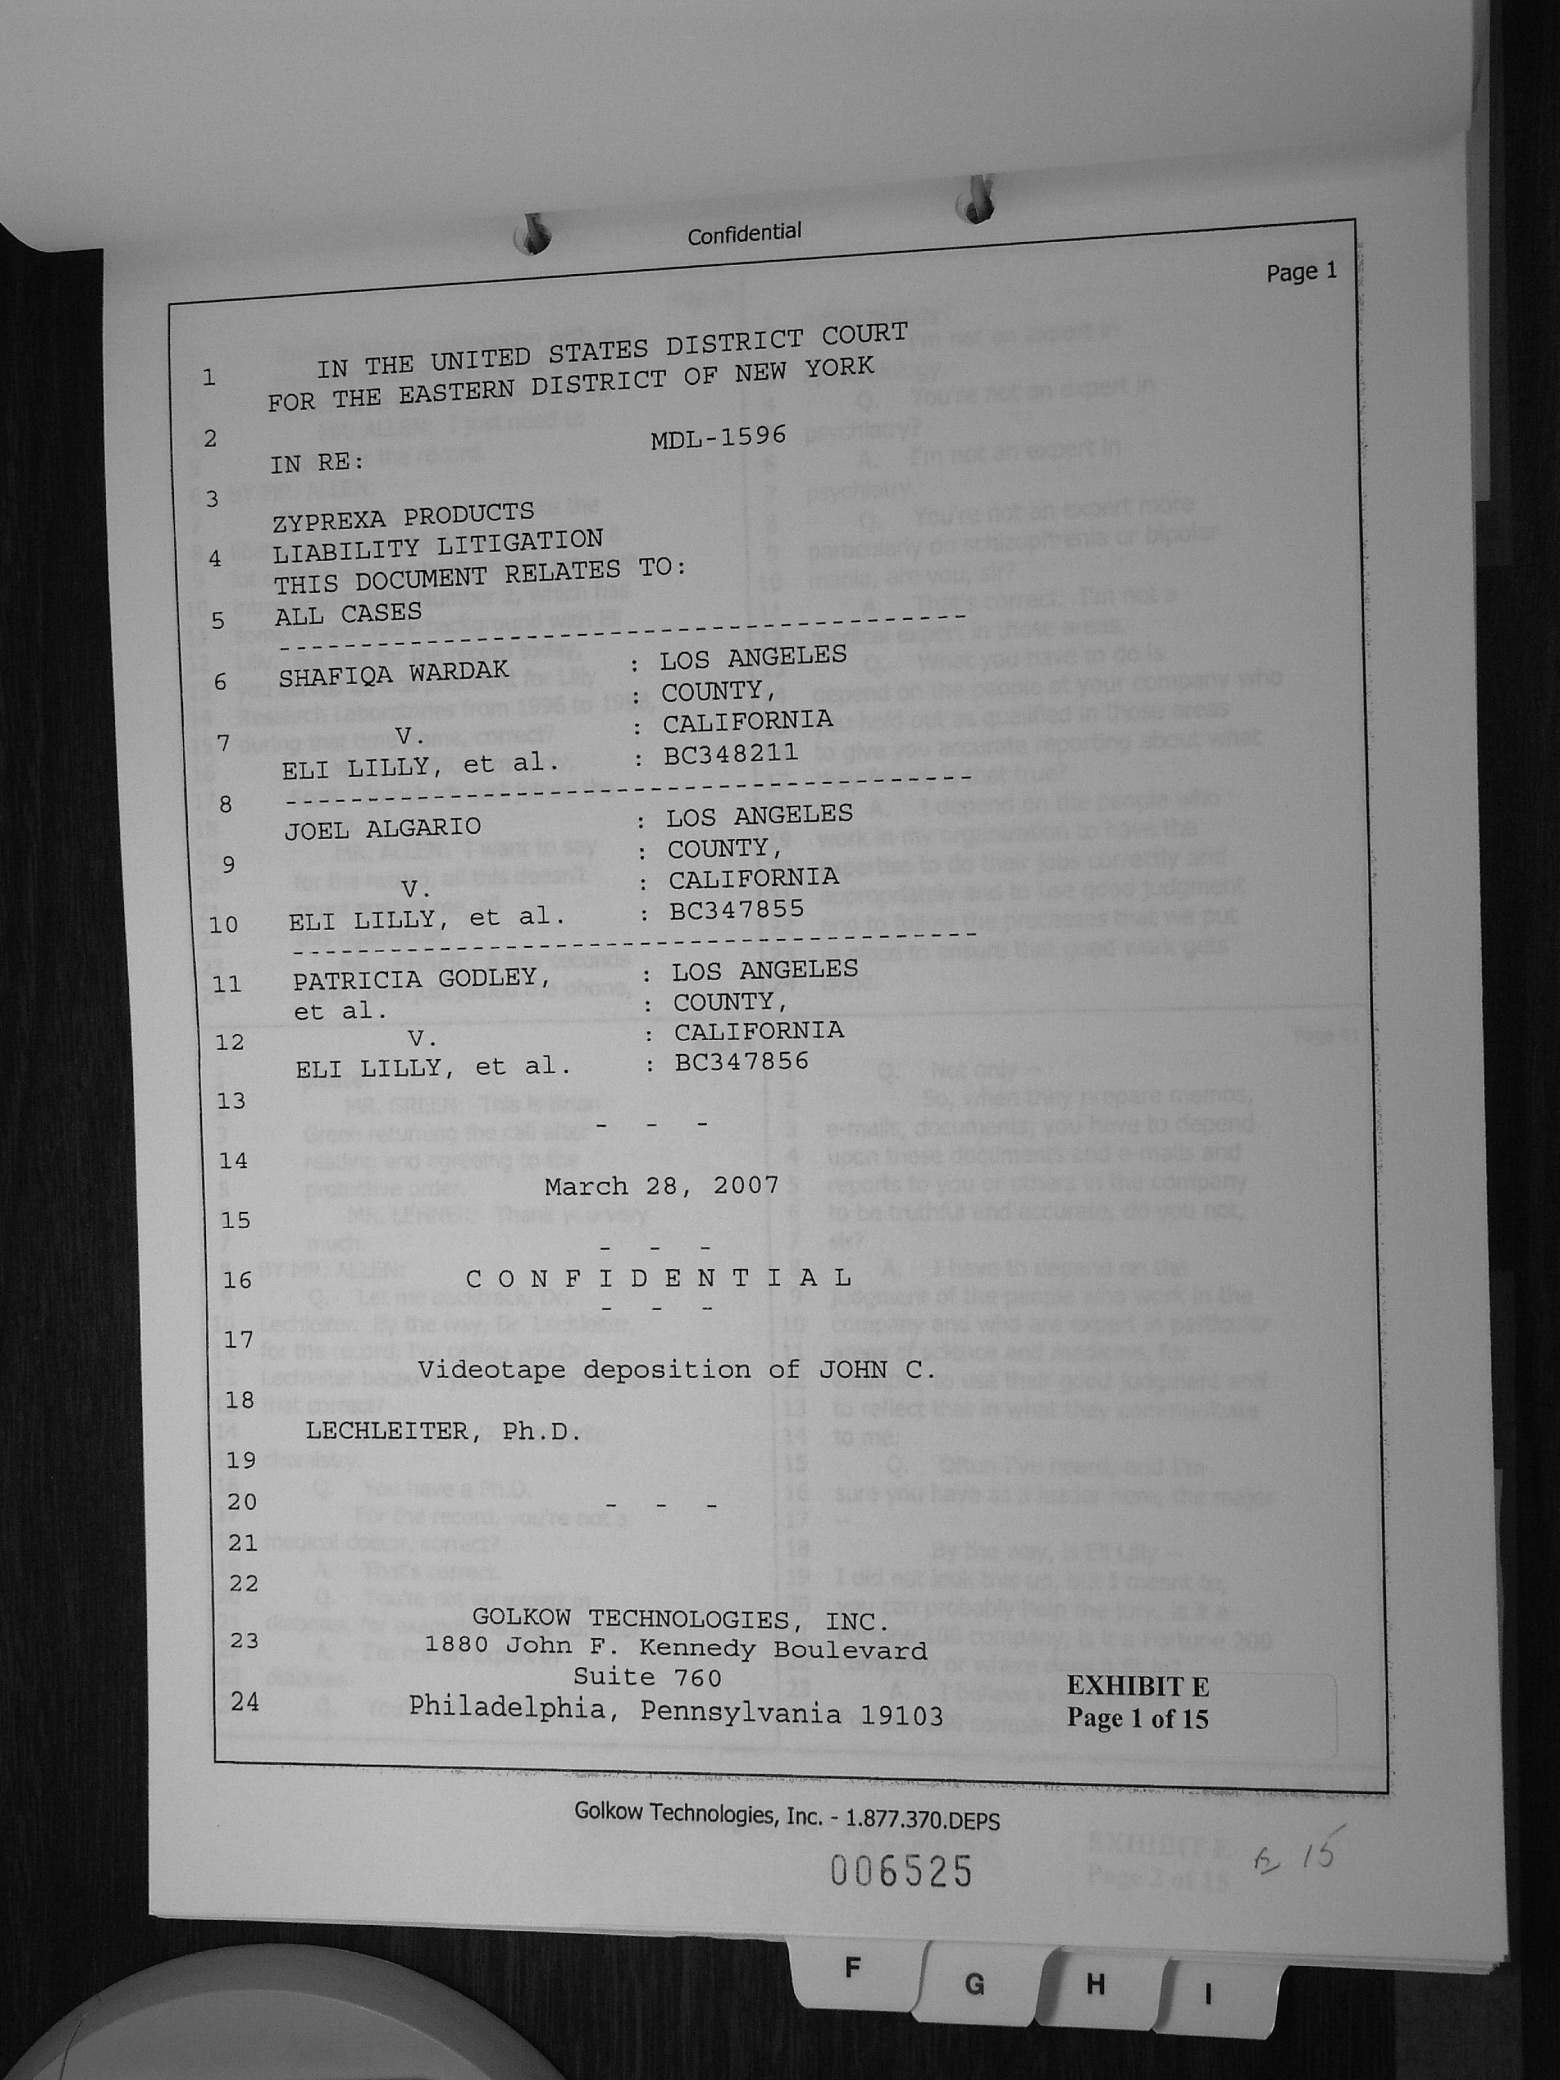 Confidential
Page 1
1 IN THE UNITED STATES DISTRICT COURT
FOR THE EASTERN DISTRICT OF NEW YORK
2 MDL-1596
IN RE:
3
ZYPREXA PRODUCTS
4 LIABILITY LITIGATION
THIS DOCUMENT RELATES TO:
5 ALL CASES
------------------------------------
6 SHAFIQA WARDAK : LOS ANGELES
: COUNTY,
7 V. : CALIFORNIA
ELI LILLY, et al. : BC348211
8 ------------------------------------
JOEL ALGARIO : LOS ANGELES
9 : COUNTY,
V. : CALIFORNIA
10 ELI LILLY, et al. : BC347855
------------------------------------
11 PATRICIA GODLEY, : LOS ANGELES
et al. : COUNTY,
12 V. : CALIFORNIA
ELI LILLY, et al. : BC347856
13
- - -
14
March 28, 2007
15
- - -
16 C O N F I D E N T I A L
- - -
17
Videotape deposition of JOHN C.
18
LECHLEITER, Ph.D.
19
20 - - -
21
22
GOLKOW TECHNOLOGIES, INC.
23 1880 John F. Kennedy Boulevard
Suite 760
24 Philadelphia, Pennsylvania 19103
EXHIBIT E
Page 1 of 15
Golkow Technologies, Inc. - 1.877.370.DEPS
006525
15
F G H I